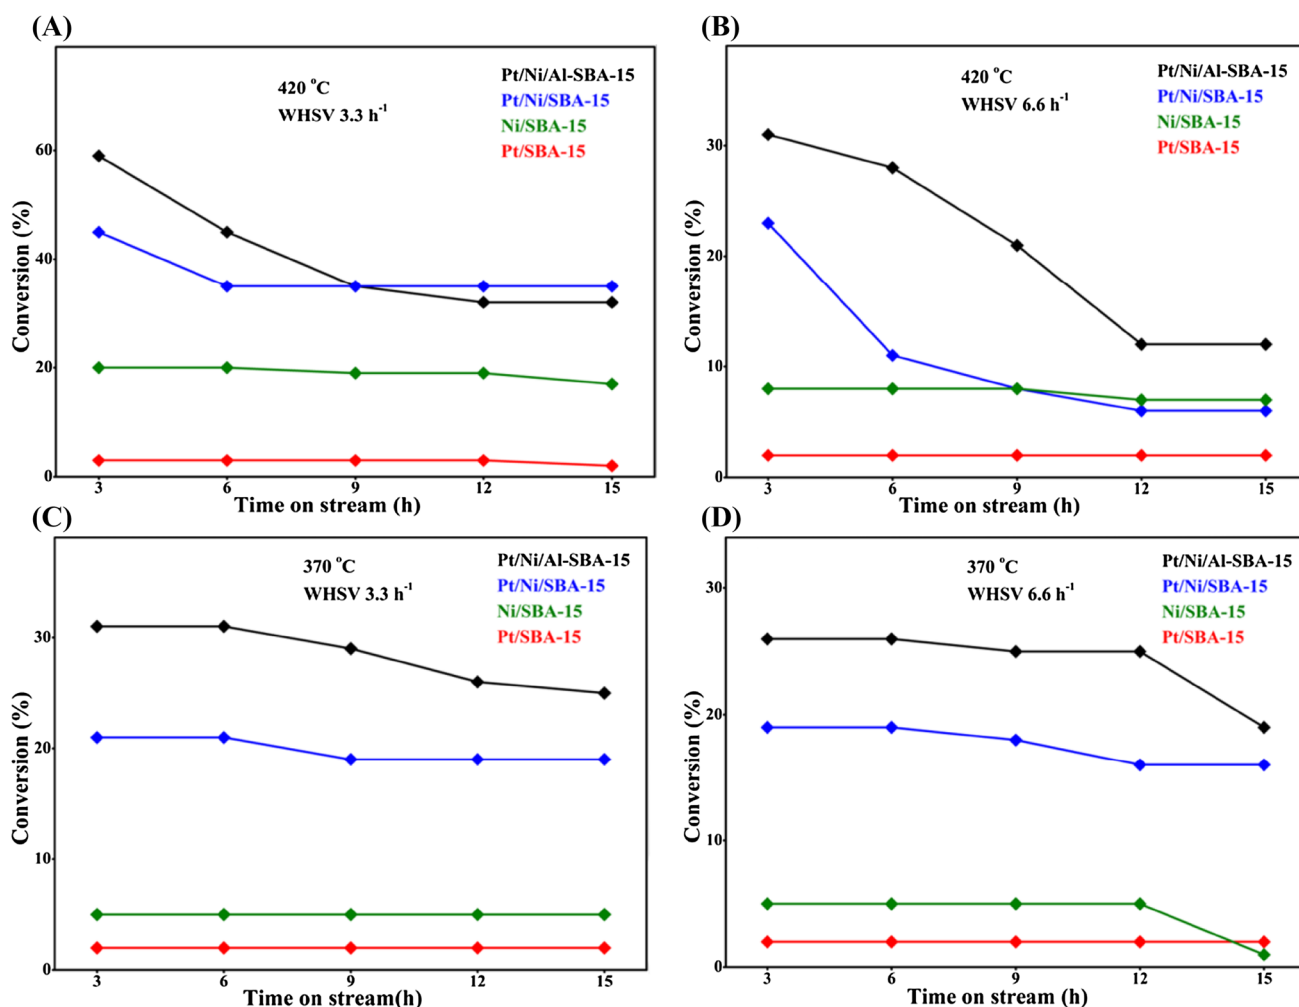 (A)
420 °C
WHSV 3.3 h-1
Pt/Ni/Al-SBA-15
Pt/Ni/SBA-15
Ni/SBA-15
Pt/SBA-15
Conversion (%)
60
40
20
0
3 6 9 12 15
Time on stream (h)
(B)
420 °C
WHSV 6.6 h-1
Pt/Ni/Al-SBA-15
Pt/Ni/SBA-15
Ni/SBA-15
Pt/SBA-15
Conversion (%)
30
20
10
0
3 6 9 12 15
Time on stream (h)
(C)
370 °C
WHSV 3.3 h-1
Pt/Ni/Al-SBA-15
Pt/Ni/SBA-15
Ni/SBA-15
Pt/SBA-15
Conversion (%)
30
20
10
0
3 6 9 12 15
Time on stream(h)
(D)
370 °C
WHSV 6.6 h-1
Pt/Ni/Al-SBA-15
Pt/Ni/SBA-15
Ni/SBA-15
Pt/SBA-15
Conversion (%)
30
20
10
0
3 6 9 12 15
Time on stream (h)